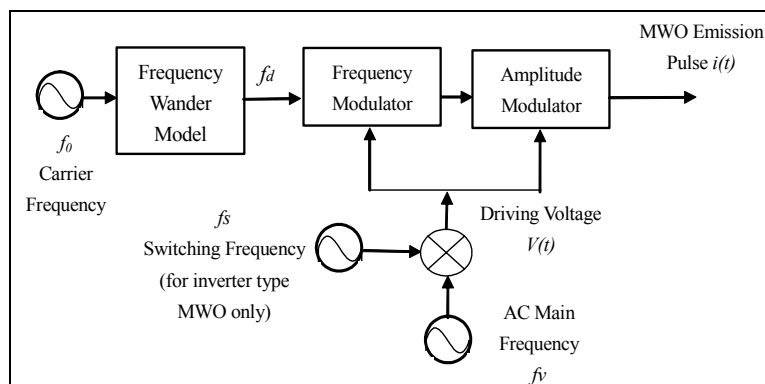 MWO Emission
Pulse i(t)
Frequency
Wander
Model
fd
Frequency
Modulator
Amplitude
Modulator
f0
Carrier
Frequency
fs
Switching Frequency
(for inverter type
MWO only)
Driving Voltage
V(t)
AC Main
Frequency
fv